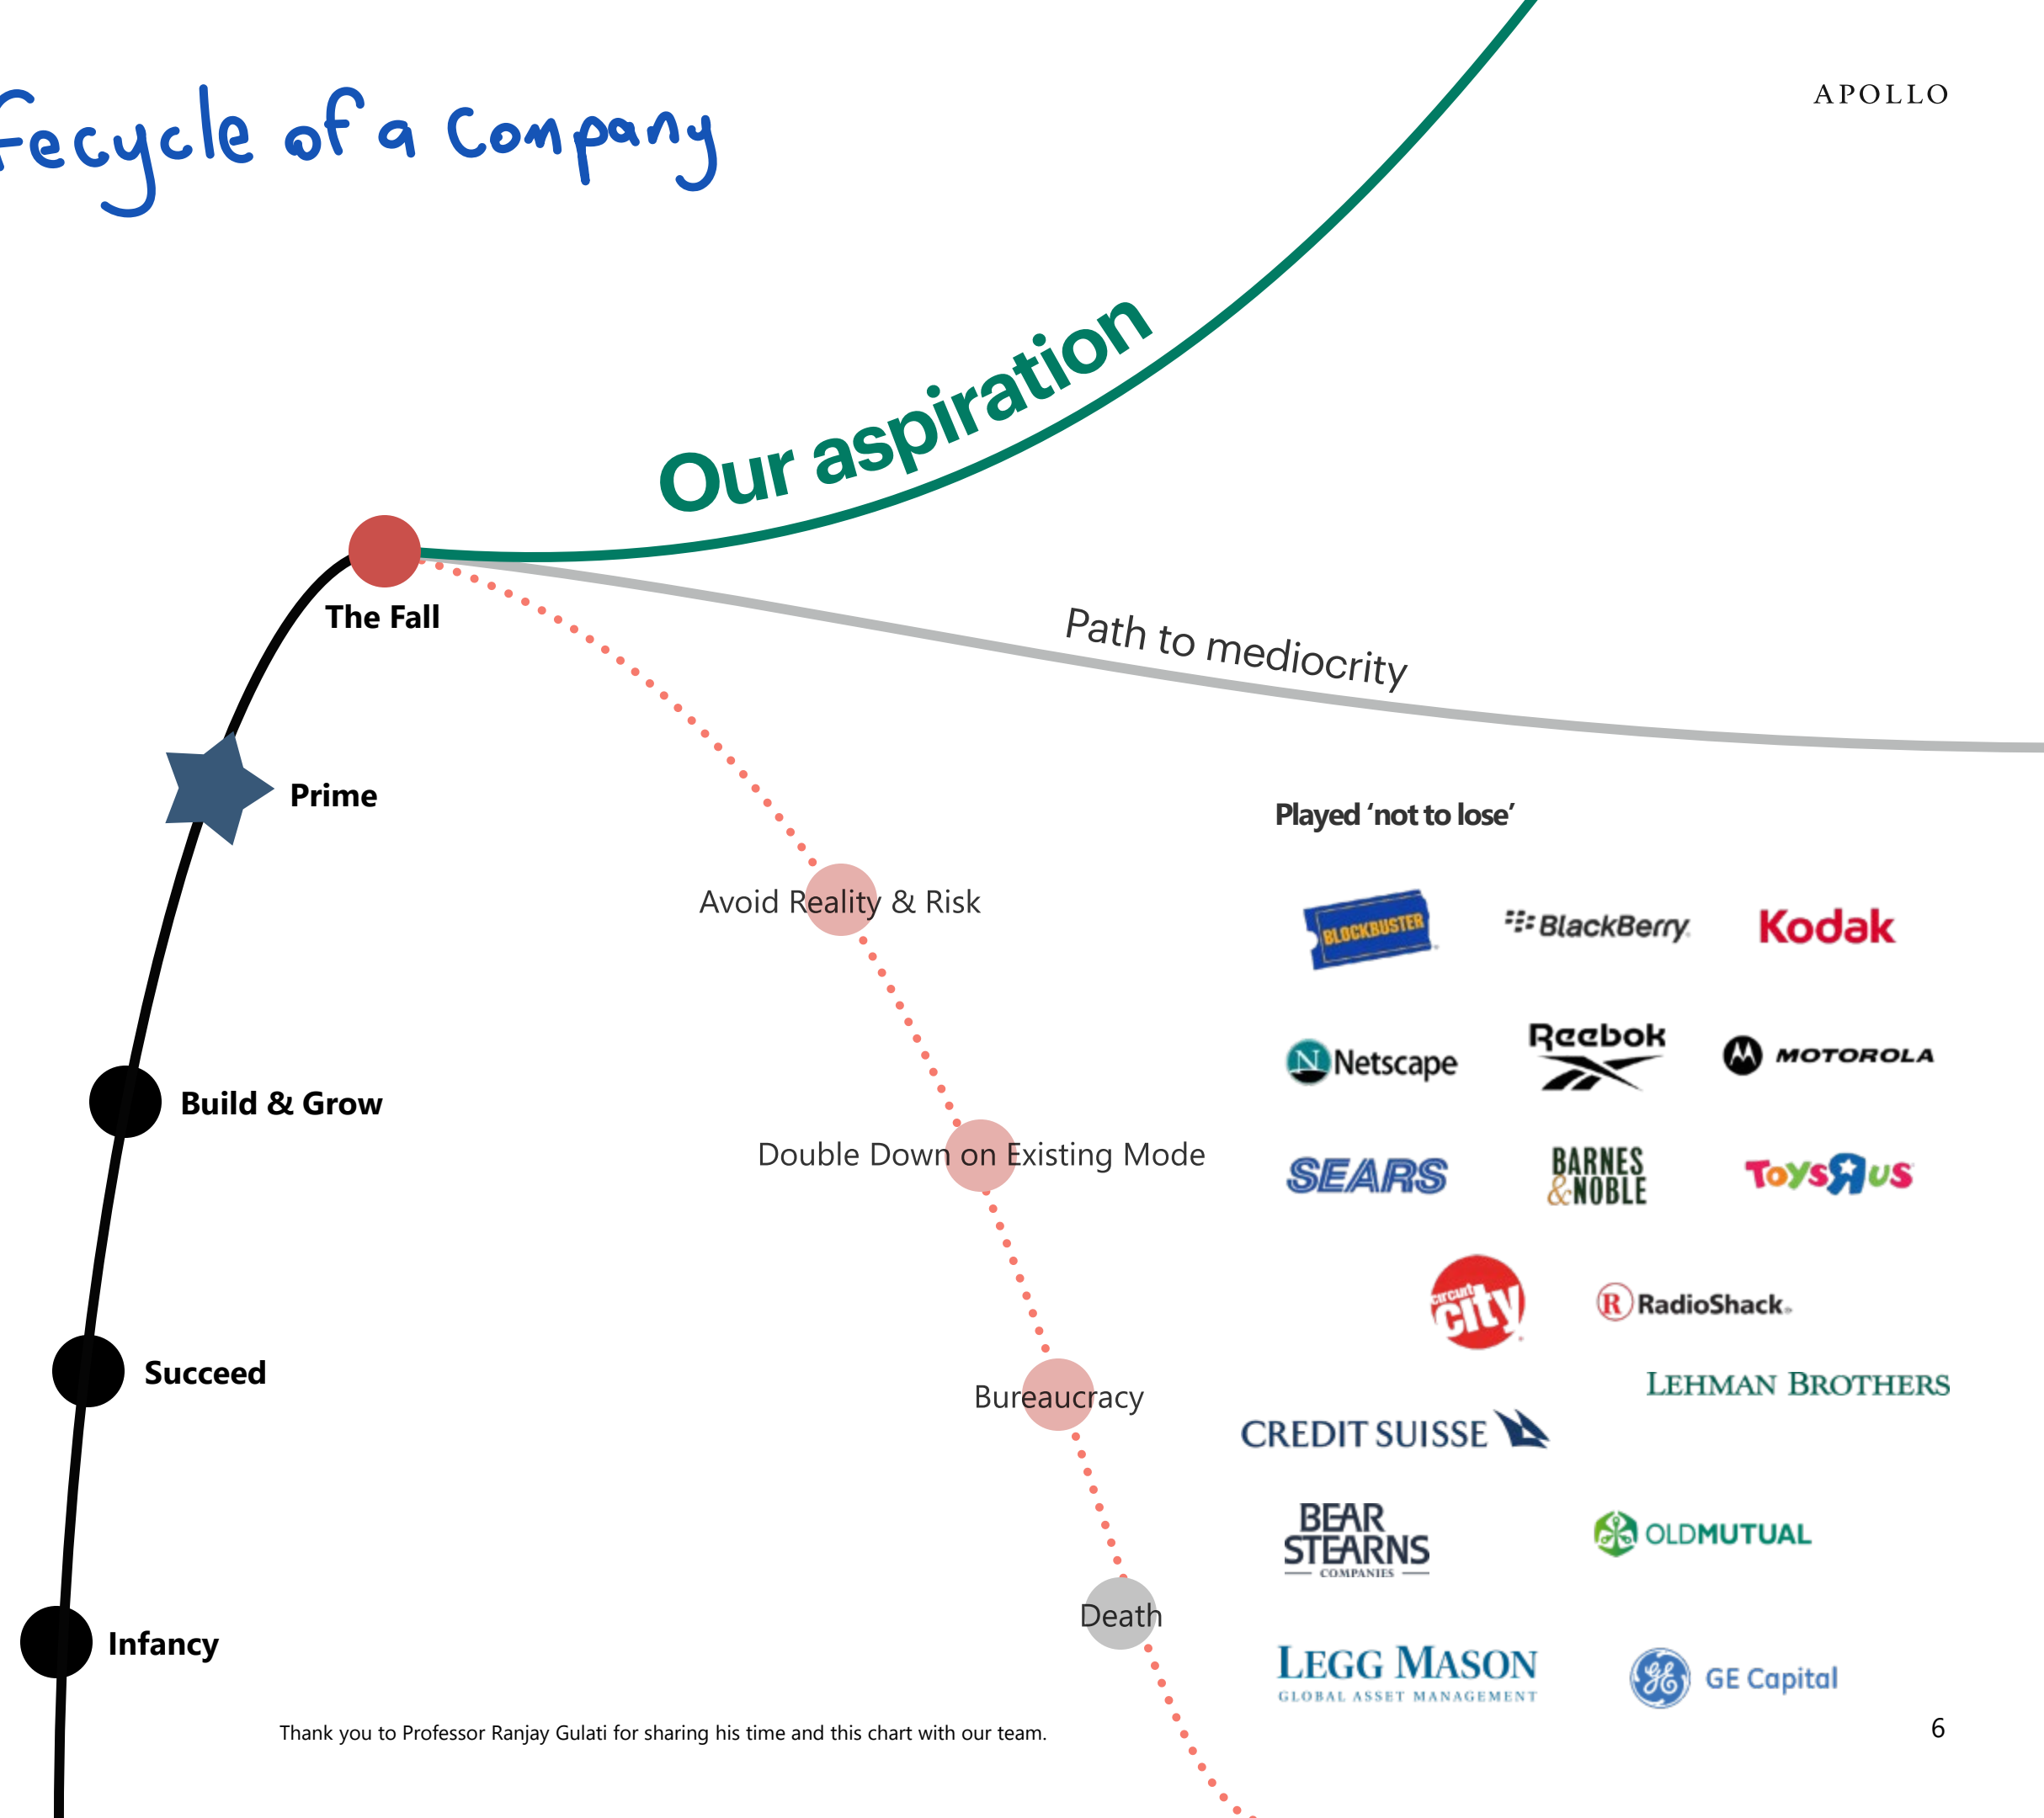 fecycle of a Company
APOLLO
Our aspiration
The Fall
Path to mediocrity
Prime
Played ‘not to lose’
Avoid Reality & Risk
BLOCKBUSTER
BlackBerry
Kodak
N Netscape
Reebok
MOTOROLA
Build & Grow
Double Down on Existing Mode
SEARS
BARNES
&NOBLE
ToysRus
circuit
city
R RadioShack
Succeed
Bureaucracy
LEHMAN BROTHERS
CREDIT SUISSE
BEAR
STEARNS
COMPANIES
OLDMUTUAL
Death
Infancy
LEGG MASON
GLOBAL ASSET MANAGEMENT
GE GE Capital
Thank you to Professor Ranjay Gulati for sharing his time and this chart with our team.
6